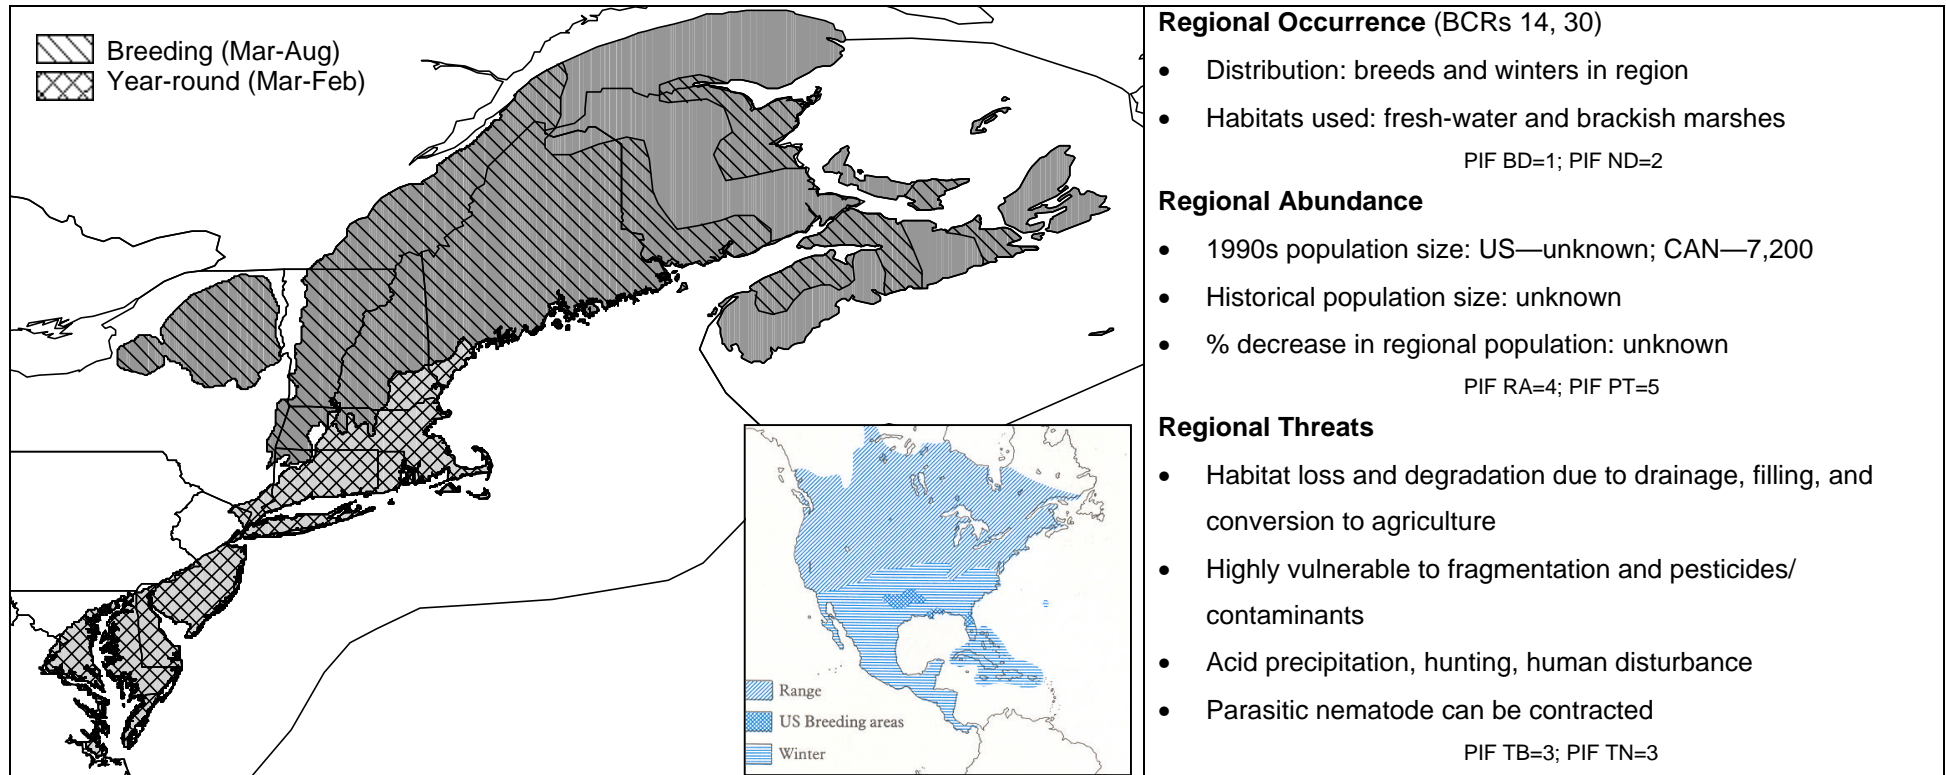 Breeding (Mar-Aug)
Year-round (Mar-Feb)
Range
US Breeding areas
Winter
Regional Occurrence (BCRs 14, 30)
• Distribution: breeds and winters in region
• Habitats used: fresh-water and brackish marshes
PIF BD=1; PIF ND=2
Regional Abundance
• 1990s population size: US—unknown; CAN—7,200
• Historical population size: unknown
• % decrease in regional population: unknown
PIF RA=4; PIF PT=5
Regional Threats
• Habitat loss and degradation due to drainage, filling, and
conversion to agriculture
• Highly vulnerable to fragmentation and pesticides/
contaminants
• Acid precipitation, hunting, human disturbance
• Parasitic nematode can be contracted
PIF TB=3; PIF TN=3